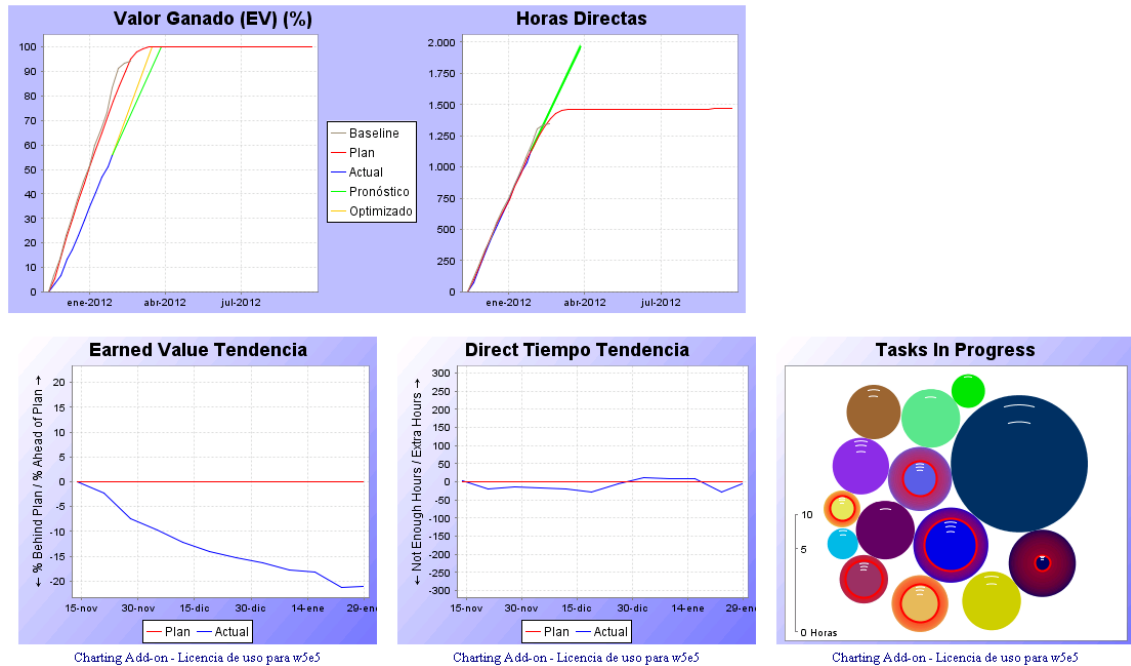 Valor Ganado (EV) (%)
100
90
80
70
60
50
40
30
20
10
0
ene-2012
abr-2012
jul-2012
Baseline
Plan
Actual
Pronóstico
Optimizado
Horas Directas
2.000
1.750
1.500
1.250
1.000
750
500
250
0
ene-2012
abr-2012
jul-2012
Earned Value Tendencia
← % Behind Plan / % Ahead of Plan →
20
15
10
5
0
-5
-10
-15
-20
15-nov
30-nov
15-dic
30-dic
14-ene
29-ene
Plan
Actual
Charting Add-on - Licencia de uso para w5e5
Direct Tiempo Tendencia
← Not Enough Hours / Extra Hours →
300
250
200
150
100
50
0
-50
-100
-150
-200
-250
-300
15-nov
30-nov
15-dic
30-dic
14-ene
29-ene
Plan
Actual
Charting Add-on - Licencia de uso para w5e5
Tasks In Progress
10
5
0 Horas
Charting Add-on - Licencia de uso para w5e5